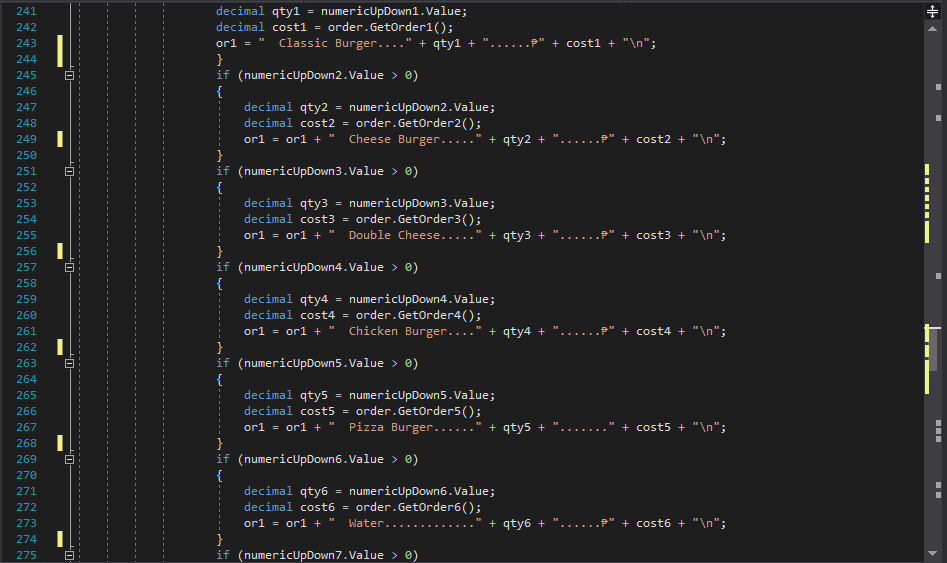 241 decimal qty1 = numericUpDown1.Value;
242 decimal cost1 = order.GetOrder1();
243 or1 = "  Classic Burger...." + qty1 + "......₱" + cost1 + "\n";
244 }
245 if (numericUpDown2.Value > 0)
246 {
247 decimal qty2 = numericUpDown2.Value;
248 decimal cost2 = order.GetOrder2();
249 or1 = or1 + "  Cheese Burger....." + qty2 + "......₱" + cost2 + "\n";
250 }
251 if (numericUpDown3.Value > 0)
252 {
253 decimal qty3 = numericUpDown3.Value;
254 decimal cost3 = order.GetOrder3();
255 or1 = or1 + "  Double Cheese....." + qty3 + "......₱" + cost3 + "\n";
256 }
257 if (numericUpDown4.Value > 0)
258 {
259 decimal qty4 = numericUpDown4.Value;
260 decimal cost4 = order.GetOrder4();
261 or1 = or1 + "  Chicken Burger...." + qty4 + "......₱" + cost4 + "\n";
262 }
263 if (numericUpDown5.Value > 0)
264 {
265 decimal qty5 = numericUpDown5.Value;
266 decimal cost5 = order.GetOrder5();
267 or1 = or1 + "  Pizza Burger......" + qty5 + "......." + cost5 + "\n";
268 }
269 if (numericUpDown6.Value > 0)
270 {
271 decimal qty6 = numericUpDown6.Value;
272 decimal cost6 = order.GetOrder6();
273 or1 = or1 + "  Water............." + qty6 + "......₱" + cost6 + "\n";
274 }
275 if (numericUpDown7.Value > 0)